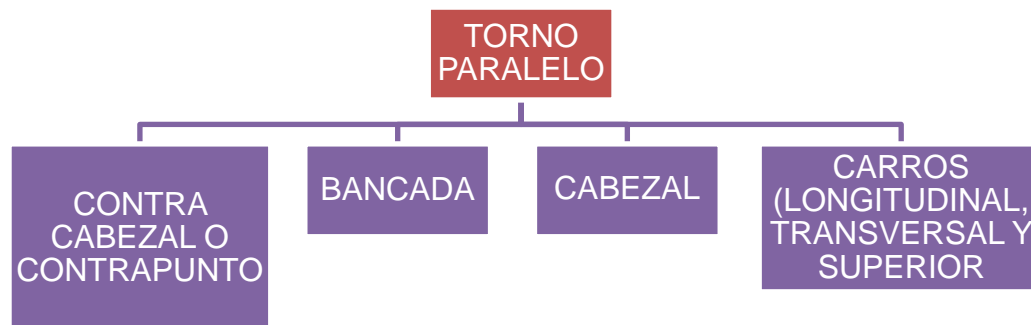 TORNO
PARALELO
CONTRA
CABEZAL O
CONTRAPUNTO
BANCADA
CABEZAL
CARROS
(LONGITUDINAL,
TRANSVERSAL Y
SUPERIOR